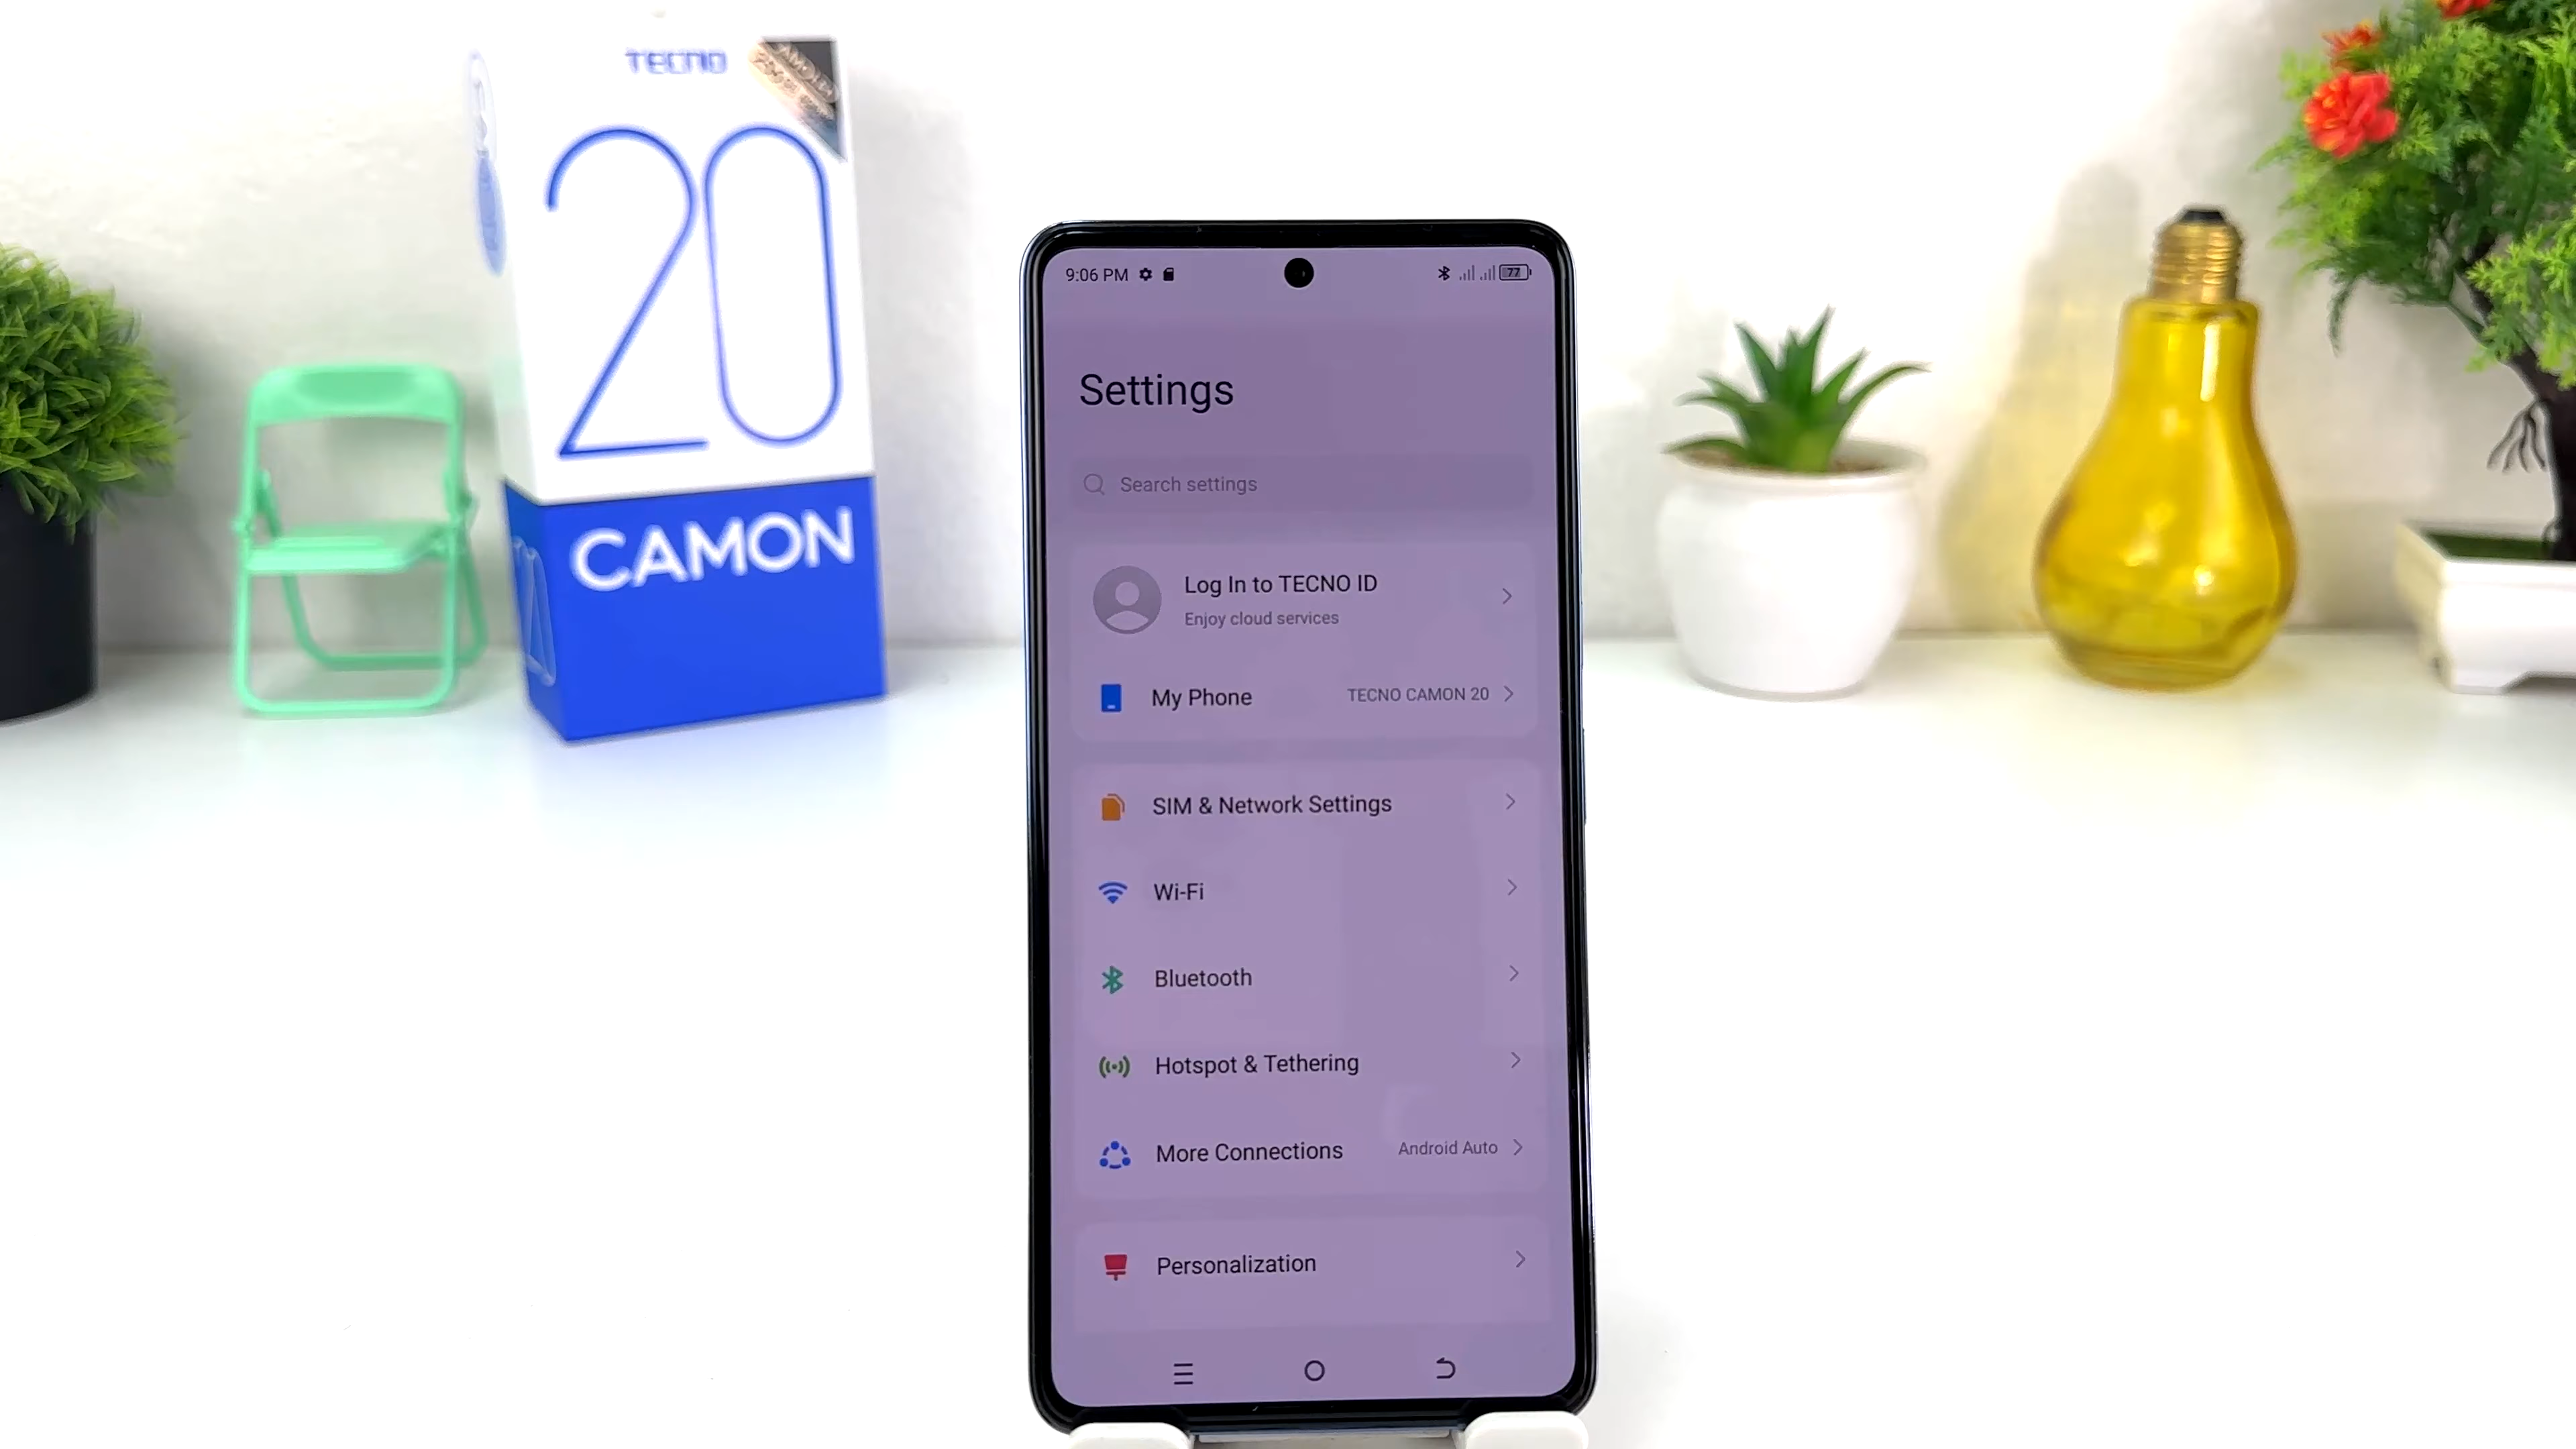 TECNO
20
CAMON
9:06 PM
77
Settings
Search settings
Log In to TECNO ID
Enjoy cloud services
My Phone
TECNO CAMON 20
SIM & Network Settings
Wi-Fi
Bluetooth
Hotspot & Tethering
More Connections
Android Auto
Personalization